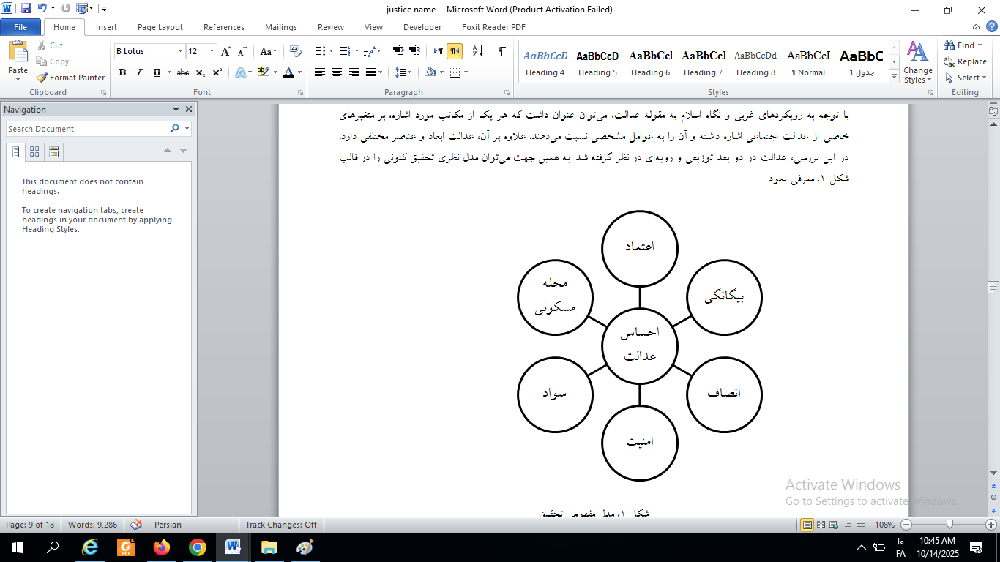 justice name - Microsoft Word (Product Activation Failed)
File Home Insert Page Layout References Mailings Review View Developer Foxit Reader PDF
Paste
Cut
Copy
Format Painter
Clipboard
B Lotus 12
Font
Paragraph
AaBbCcD AaBbCcD AaBbCcI AaBbCcI AaBbCcDd AaBbCcI AaBbC
Heading 4 Heading 5 Heading 6 Heading 7 Heading 8 ¶ Normal جدول 1
Change Styles
Styles
Find
Replace
Select
Editing
Navigation
Search Document
This document does not contain
headings.
To create navigation tabs, create
headings in your document by applying
Heading Styles.
با توجه به رویکردهای غربی و نگاه اسلام به مقوله عدالت، می‌توان عنوان داشت که هر یک از مکاتب مورد اشاره، بر متغیرهای
خاصی از عدالت اجتماعی اشاره داشته و آن را به عوامل مشخصی نسبت می‌دهند. علاوه بر آن، عدالت ابعاد و عناصر مختلفی دارد.
در این بررسی، عدالت در دو بعد توزیعی و رویه‌ای در نظر گرفته شد. به همین جهت می‌توان مدل نظری تحقیق کنونی را در قالب
شکل ۱، معرفی نمود.
اعتماد
بیگانگی
انصاف
امنیت
سواد
محله
مسکونی
احساس
عدالت
شکل ۱، مدل مفهومی تحقیق
Activate Windows
Go to Settings to activate Windows.
Page: 9 of 18 Words: 9,286 Persian Track Changes: Off 108%
فا
FA
10:45 AM
10/14/2025